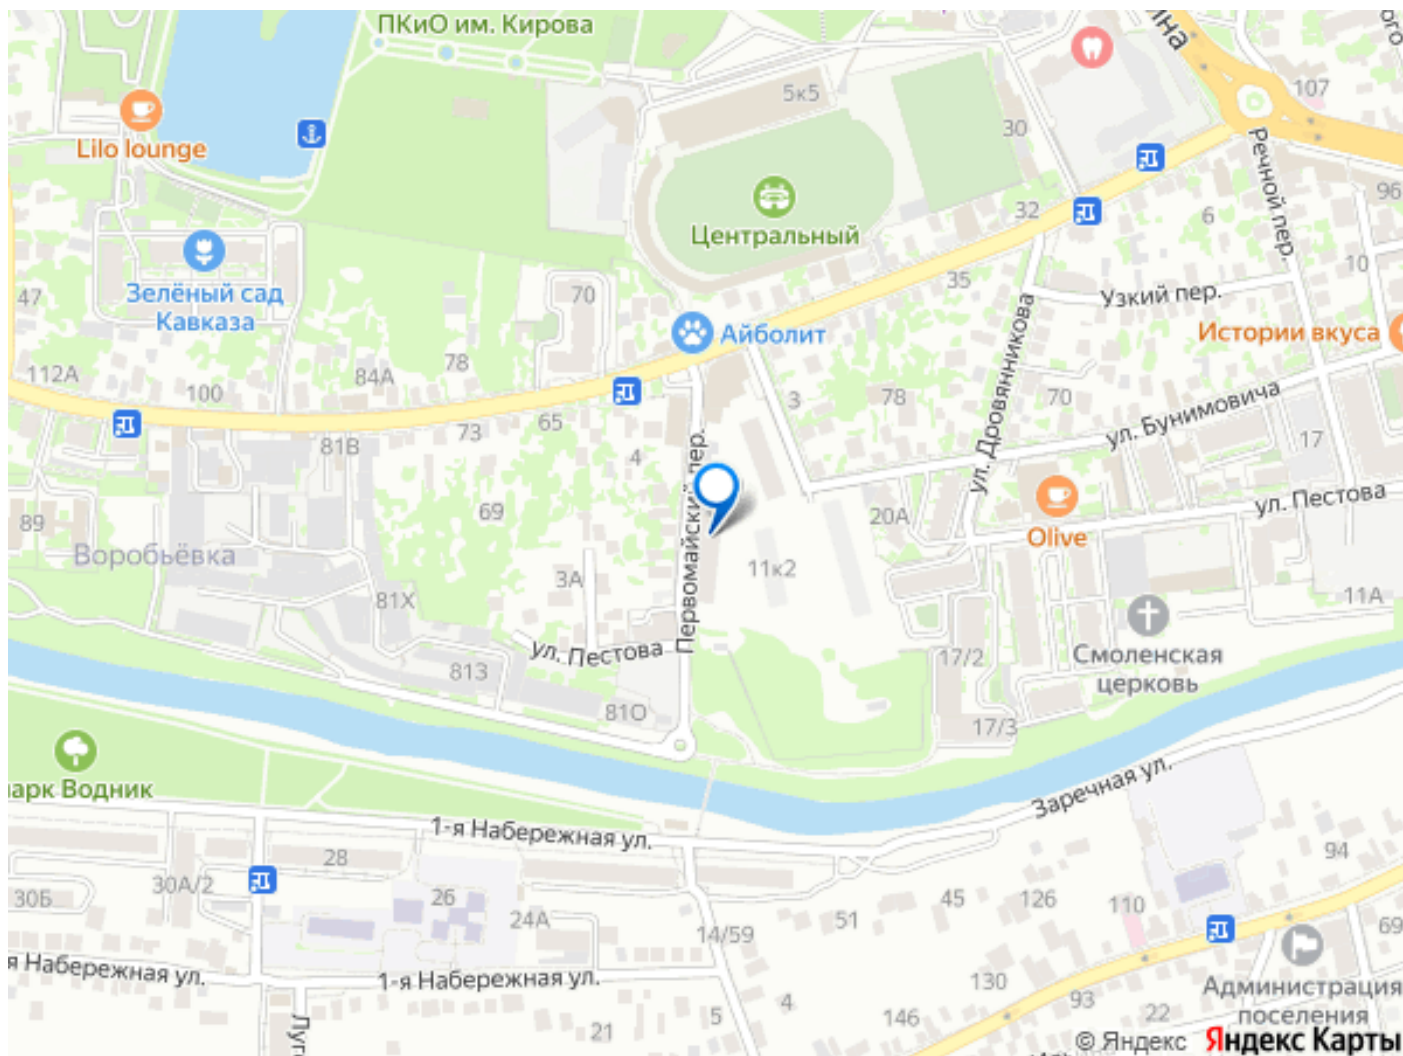 ПКиО им. Кирова
5к5
107
30
Lilo lounge
Речной пер.
Центральный
32
6
96
Зелёный сад
Кавказа
47
70
35
10
Узкий пер.
Айболит
Истории вкуса
112А
100
84А
78
3
78
ул. Дровянникова
70
ул. Бунимовича
81В
73
65
4
17
89
69
Первомайский пер.
20А
ул. Пестова
Olive
Воробьёвка
3А
11к2
81Х
11А
ул. Пестова
813
17/2
Смоленская
церковь
81О
17/3
парк Водник
Заречная ул.
1-я Набережная ул.
28
94
30Б
30А/2
26
24А
14/59
51
45
126
110
69
я Набережная ул.
1-я Набережная ул.
130
93
22
Администрация
поселения
21
5
4
146
© Яндекс Яндекс Карты